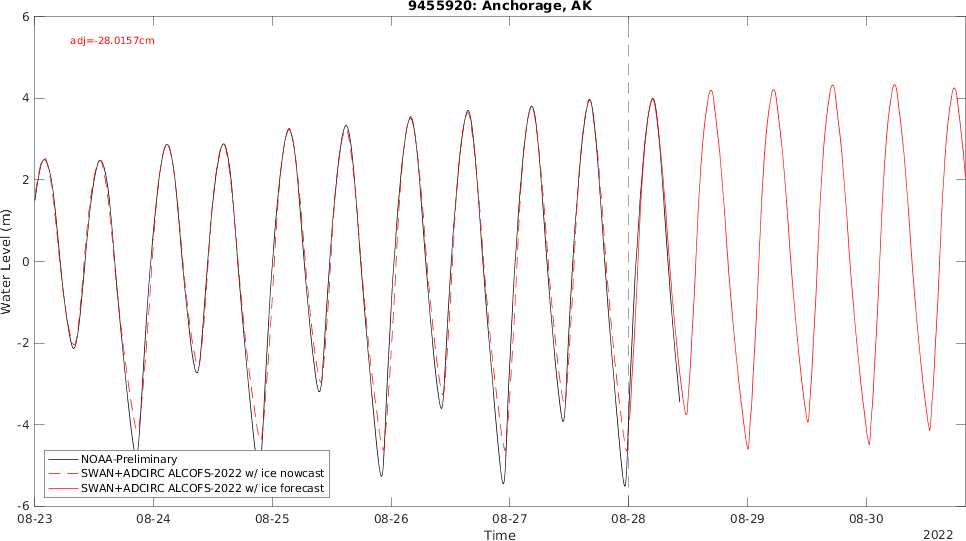 9455920: Anchorage, AK
adj=-28.0157cm
6
4
2
0
-2
-4
-6
Water Level (m)
NOAA-Preliminary
SWAN+ADCIRC ALCOFS-2022 w/ ice nowcast
SWAN+ADCIRC ALCOFS-2022 w/ ice forecast
08-23 08-24 08-25 08-26 08-27 08-28 08-29 08-30
Time
2022